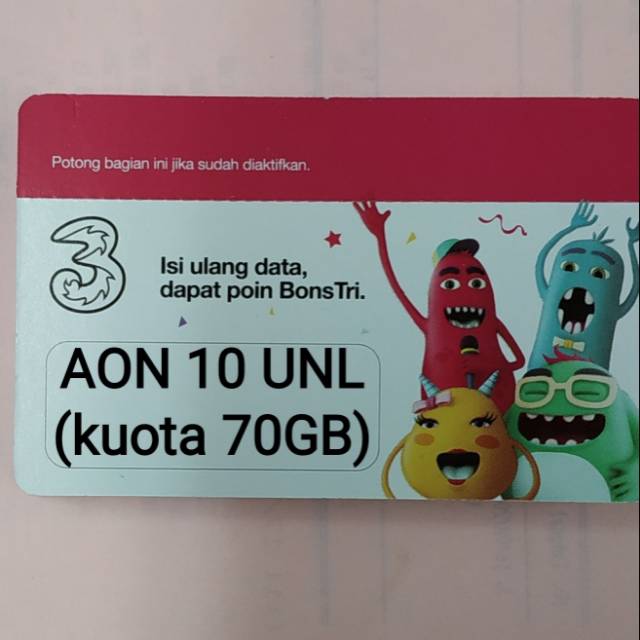 Potong bagian ini jika sudah diaktifkan.
3
Isi ulang data,
dapat poin BonsTri.
AON 10 UNL
(kuota 70GB)